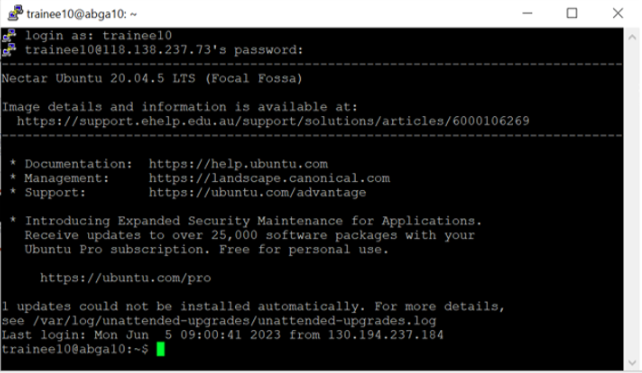 trainee10@abga10: ~
login as: trainee10
trainee10@118.138.237.73's password:
--------------------------------------------------------------------------------
Nectar Ubuntu 20.04.5 LTS (Focal Fossa)
Image details and information is available at:
https://support.ehelp.edu.au/support/solutions/articles/6000106269
--------------------------------------------------------------------------------
* Documentation: https://help.ubuntu.com
* Management: https://landscape.canonical.com
* Support: https://ubuntu.com/advantage
* Introducing Expanded Security Maintenance for Applications.
Receive updates to over 25,000 software packages with your
Ubuntu Pro subscription. Free for personal use.
https://ubuntu.com/pro
1 updates could not be installed automatically. For more details,
see /var/log/unattended-upgrades/unattended-upgrades.log
Last login: Mon Jun  5 09:00:41 2023 from 130.194.237.184
trainee10@abga10:~$